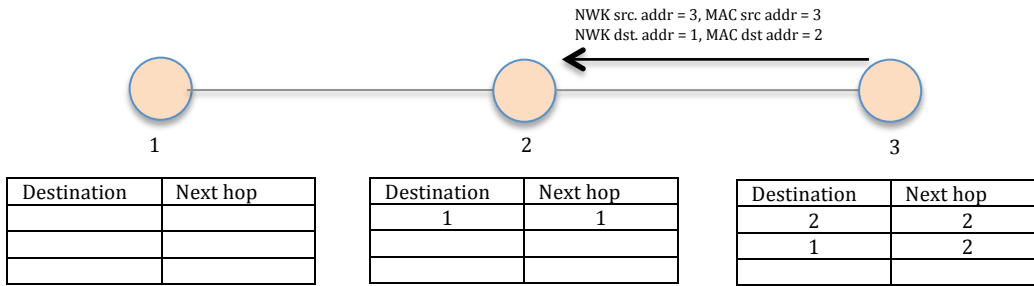 NWK src. addr = 3, MAC src addr = 3
NWK dst. addr = 1, MAC dst addr = 2
1
2
3
Destination Next hop
Destination Next hop
1 1
Destination Next hop
2 2
1 2